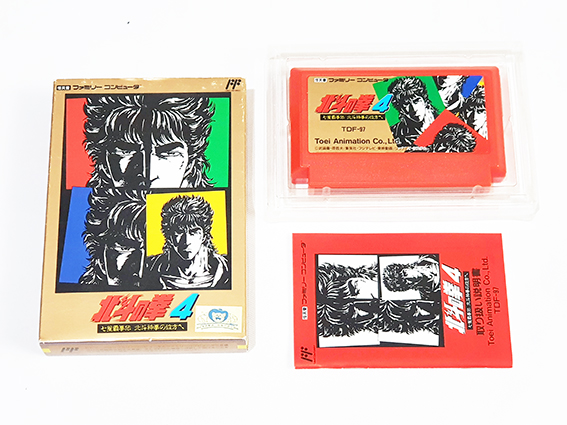 ファミリー コンピュータ
FF
北斗の拳4
七星覇拳伝 北斗神拳の彼方へ
ファミリー コンピュータ
北斗の拳4
七星覇拳伝 北斗神拳の彼方へ
TDF-97
Toei Animation Co., Ltd.
ファミリー コンピュータ
北斗の拳4
取り扱い説明書
Toei Animation Co., Ltd.
TDF-97
FF